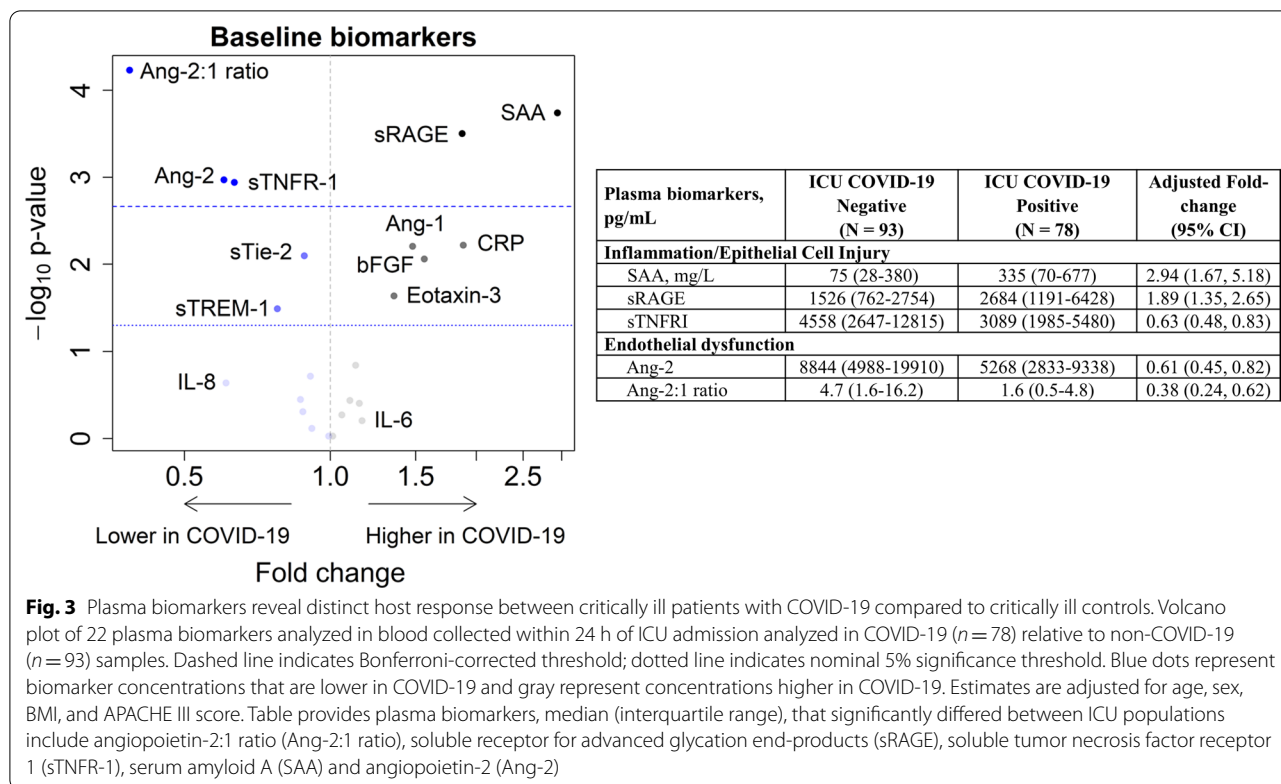 Baseline biomarkers
Ang-2:1 ratio
SAA
sRAGE
Ang-2
sTNFR-1
Ang-1
CRP
sTie-2
bFGF
Eotaxin-3
sTREM-1
IL-8
IL-6
−log10 p-value
4
3
2
1
0
0.5 1.0 1.5 2.5
Lower in COVID-19 Higher in COVID-19
Fold change
Plasma biomarkers, pg/mL ICU COVID-19 Negative (N = 93) ICU COVID-19 Positive (N = 78) Adjusted Fold-change (95% CI)
Inflammation/Epithelial Cell Injury
SAA, mg/L 75 (28-380) 335 (70-677) 2.94 (1.67, 5.18)
sRAGE 1526 (762-2754) 2684 (1191-6428) 1.89 (1.35, 2.65)
sTNFRI 4558 (2647-12815) 3089 (1985-5480) 0.63 (0.48, 0.83)
Endothelial dysfunction
Ang-2 8844 (4988-19910) 5268 (2833-9338) 0.61 (0.45, 0.82)
Ang-2:1 ratio 4.7 (1.6-16.2) 1.6 (0.5-4.8) 0.38 (0.24, 0.62)
Fig. 3 Plasma biomarkers reveal distinct host response between critically ill patients with COVID-19 compared to critically ill controls. Volcano
plot of 22 plasma biomarkers analyzed in blood collected within 24 h of ICU admission analyzed in COVID-19 (n = 78) relative to non-COVID-19
(n = 93) samples. Dashed line indicates Bonferroni-corrected threshold; dotted line indicates nominal 5% significance threshold. Blue dots represent
biomarker concentrations that are lower in COVID-19 and gray represent concentrations higher in COVID-19. Estimates are adjusted for age, sex,
BMI, and APACHE III score. Table provides plasma biomarkers, median (interquartile range), that significantly differed between ICU populations
include angiopoietin-2:1 ratio (Ang-2:1 ratio), soluble receptor for advanced glycation end-products (sRAGE), soluble tumor necrosis factor receptor
1 (sTNFR-1), serum amyloid A (SAA) and angiopoietin-2 (Ang-2)